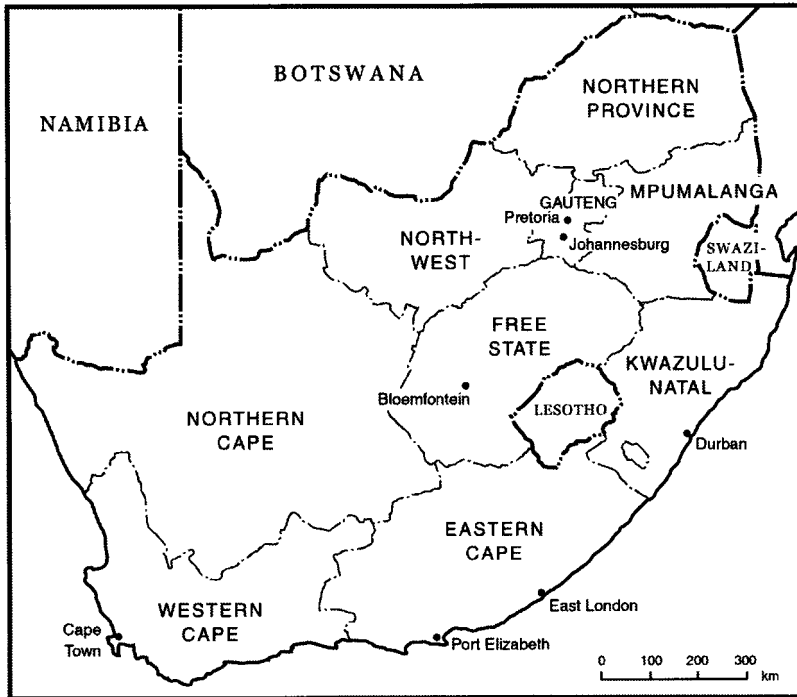 BOTSWANA
NAMIBIA
NORTHERN
PROVINCE
MPUMALANGA
GAUTENG
Pretoria
Johannesburg
NORTH-
WEST
SWAZI-
LAND
FREE
STATE
KWAZULU-
NATAL
Bloemfontein
LESOTHO
NORTHERN
CAPE
Durban
EASTERN
CAPE
WESTERN
CAPE
East London
Cape
Town
Port Elizabeth
0 100 200 300
km